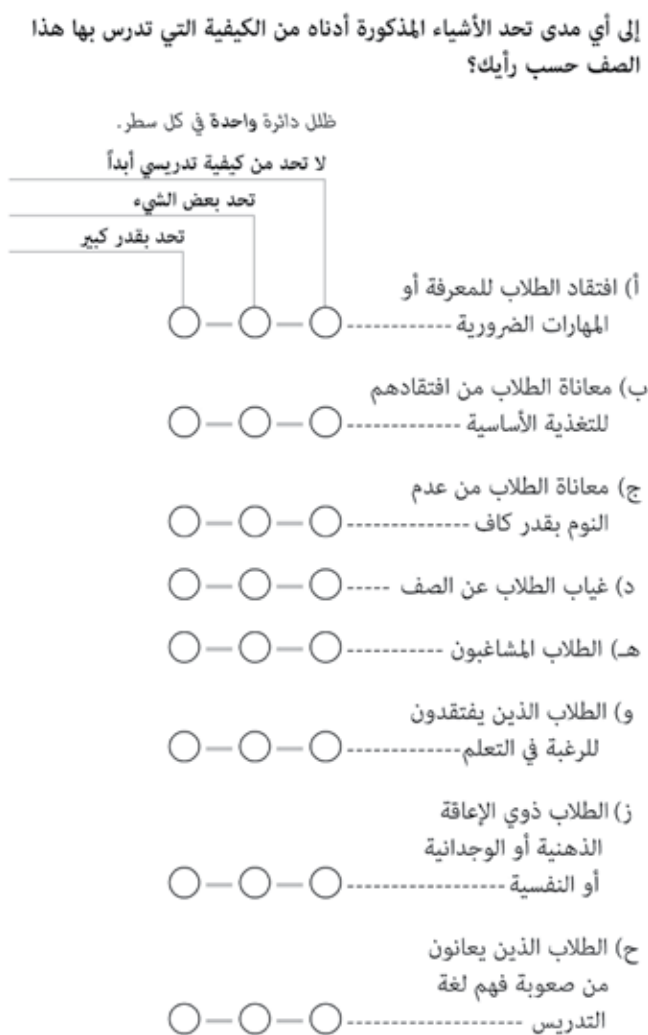 إلى أي مدى تحد الأشياء المذكورة أدناه من الكيفية التي تدرس بها هذا
الصف حسب رأيك؟
ظلل دائرة واحدة في كل سطر.
لا تحد من كيفية تدريسي أبداً
تحد بعض الشيء
تحد بقدر كبير
أ) افتقاد الطلاب للمعرفة أو
المهارات الضرورية
ب) معاناة الطلاب من افتقادهم
للتغذية الأساسية
ج) معاناة الطلاب من عدم
النوم بقدر كاف
د) غياب الطلاب عن الصف
هـ) الطلاب المشاغبون
و) الطلاب الذين يفتقدون
للرغبة في التعلم
ز) الطلاب ذوي الإعاقة
الذهنية أو الوجدانية
أو النفسية
ح) الطلاب الذين يعانون
من صعوبة فهم لغة
التدريس